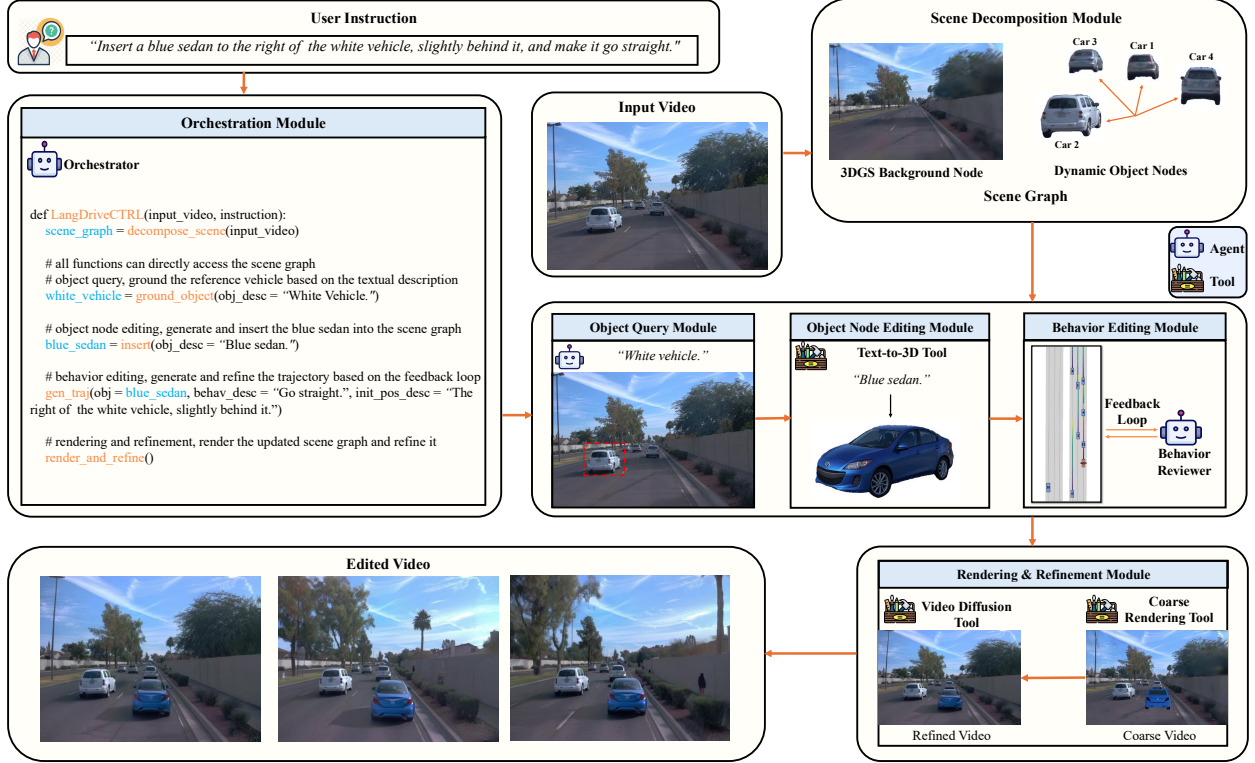 User Instruction
“Insert a blue sedan to the right of the white vehicle, slightly behind it, and make it go straight."
Orchestration Module
Orchestrator
def LangDriveCTRL(input_video, instruction):
scene_graph = decompose_scene(input_video)
# all functions can directly access the scene graph
# object query, ground the reference vehicle based on the textual description
white_vehicle = ground_object(obj_desc = “White Vehicle.")
# object node editing, generate and insert the blue sedan into the scene graph
blue_sedan = insert(obj_desc = “Blue sedan.")
# behavior editing, generate and refine the trajectory based on the feedback loop
gen_traj(obj = blue_sedan, behav_desc = “Go straight.”, init_pos_desc = “The
right of the white vehicle, slightly behind it.”)
# rendering and refinement, render the updated scene graph and refine it
render_and_refine()
Input Video
Scene Decomposition Module
Car 3
Car 1
Car 4
Car 2
3DGS Background Node
Dynamic Object Nodes
Scene Graph
Agent
Tool
Object Query Module
“White vehicle.”
Object Node Editing Module
Text-to-3D Tool
“Blue sedan.”
Behavior Editing Module
Feedback
Loop
Behavior
Reviewer
Rendering & Refinement Module
Video Diffusion
Tool
Coarse
Rendering Tool
Refined Video
Coarse Video
Edited Video